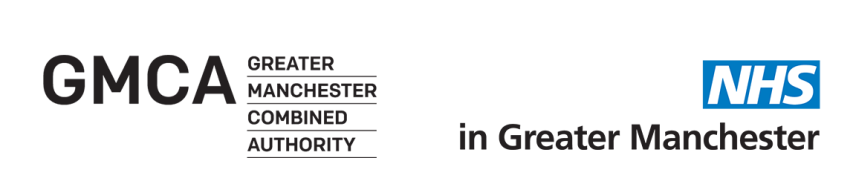 GMCA
GREATER
MANCHESTER
COMBINED
AUTHORITY
NHS
in Greater Manchester